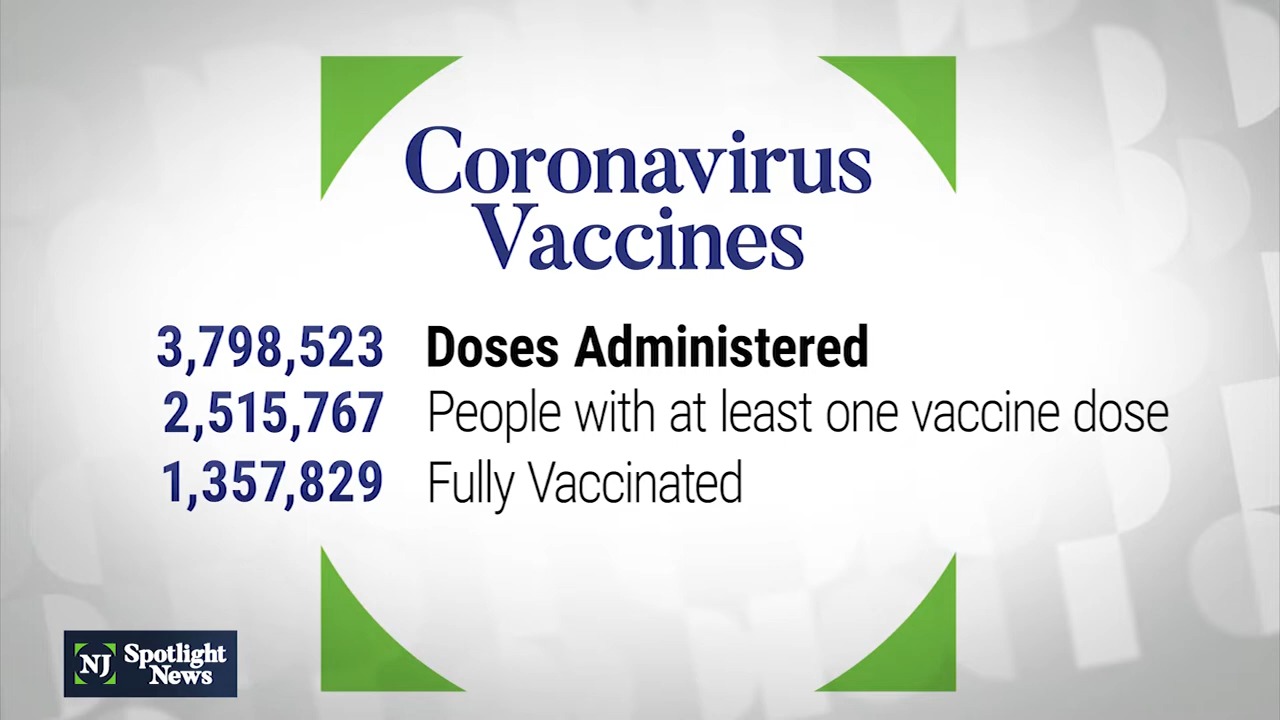 Coronavirus
Vaccines
3,798,523 Doses Administered
2,515,767 People with at least one vaccine dose
1,357,829 Fully Vaccinated
NJ Spotlight
News